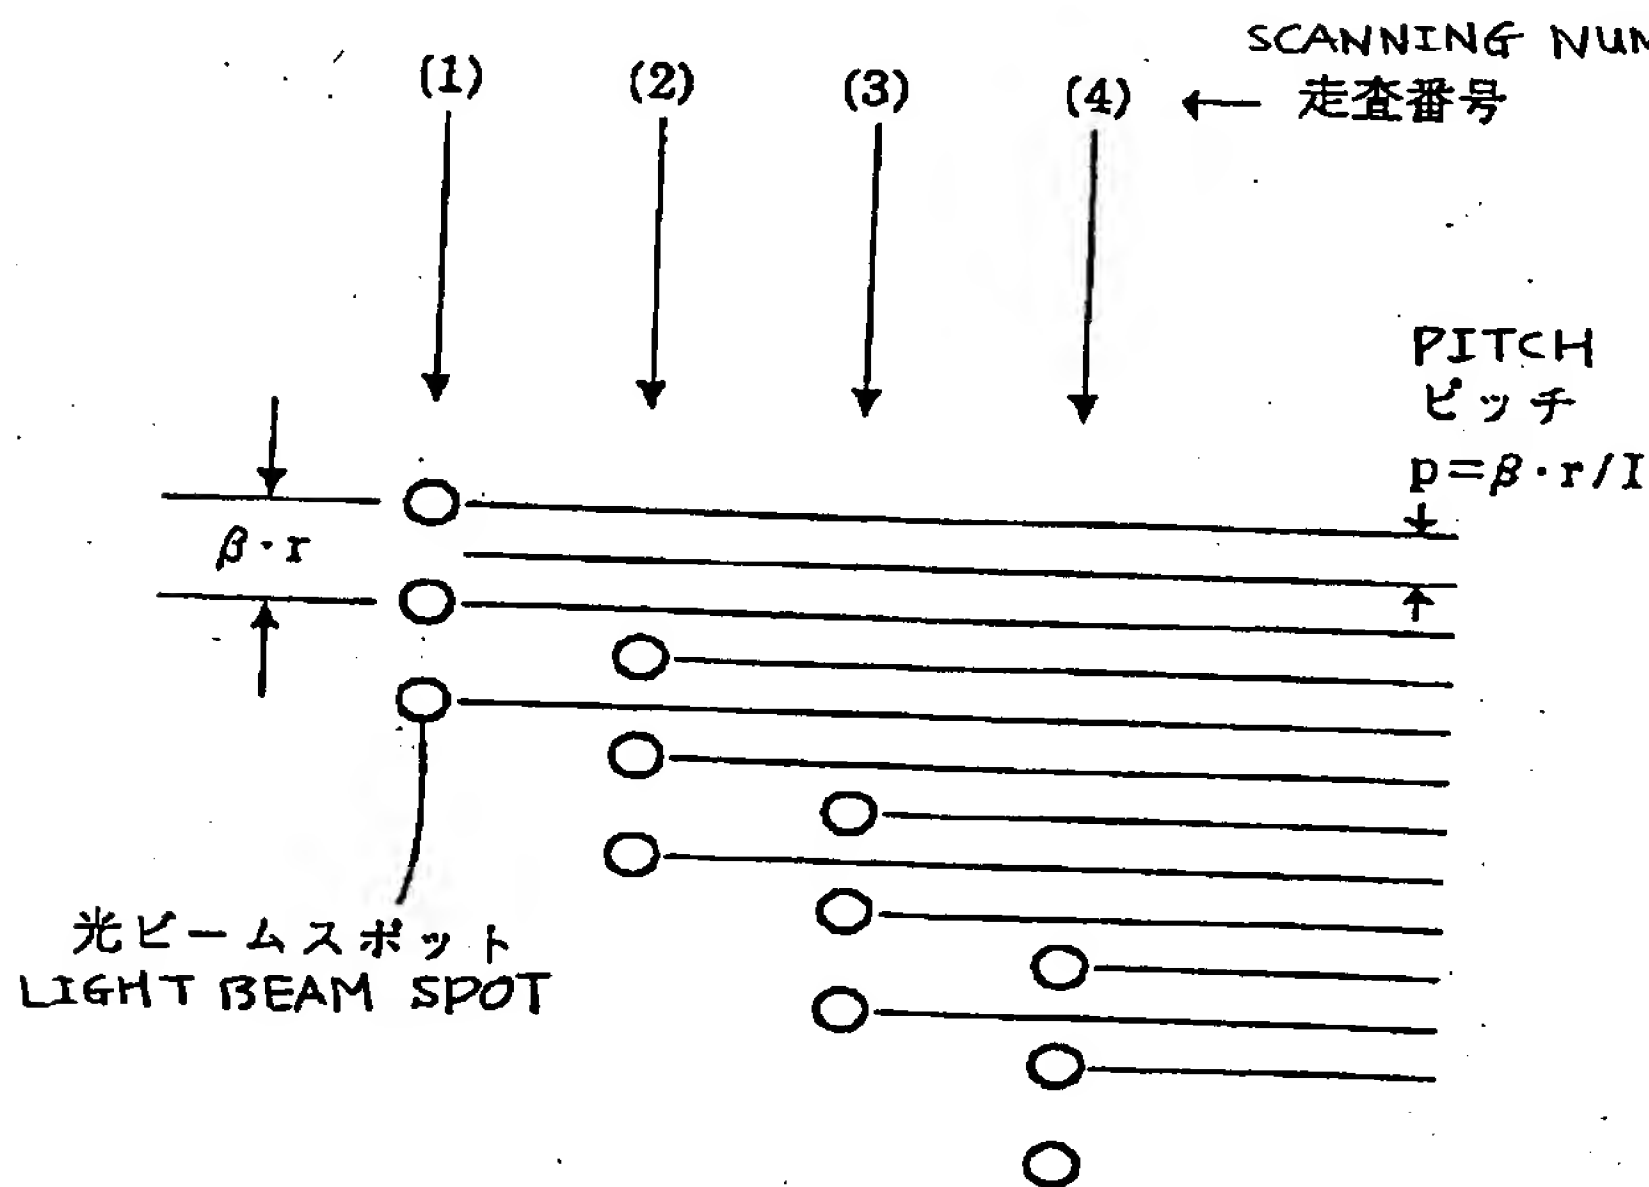 SCANNING
(1) (2) (3) (4) ← 走査番号
PITCH
ピッチ
p=β·r/I
β·r
光ビームスポット
LIGHT BEAM SPOT